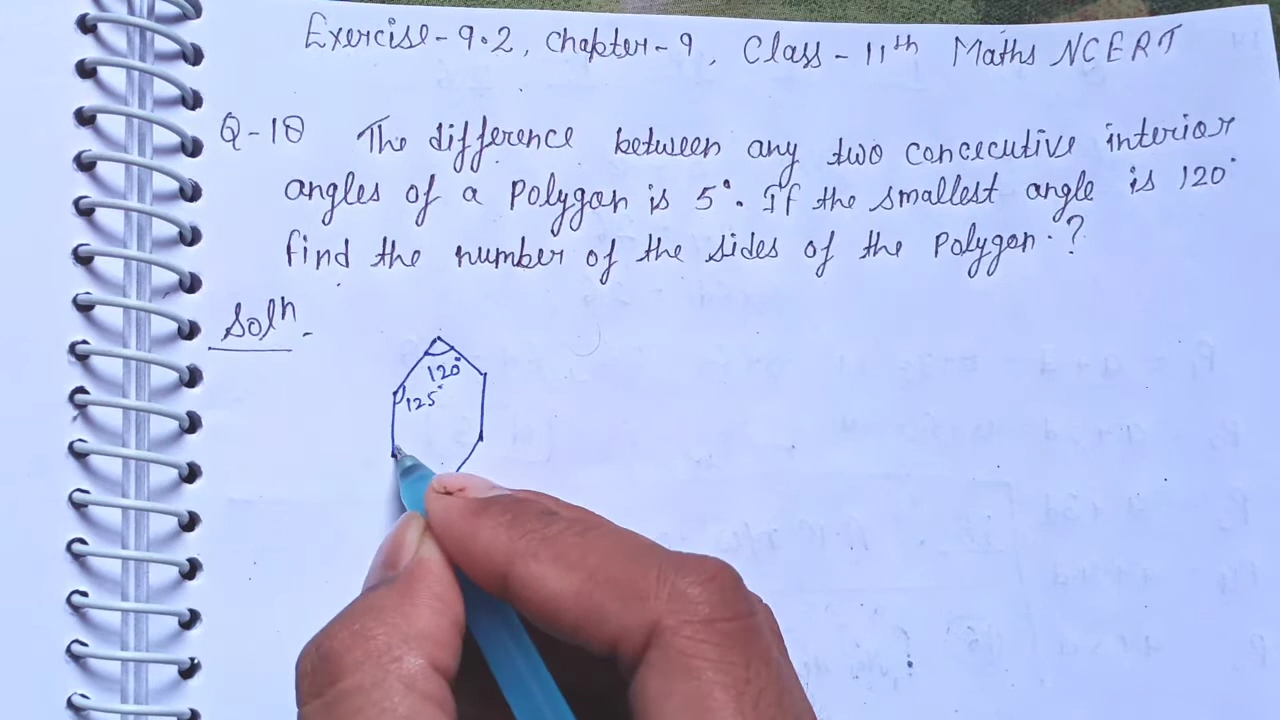 Exercise-9.2, Chapter-9, Class-11th Maths NCERT
Q-18 The difference between any two concecutive interior
angles of a Polygon is 5°. If the smallest angle is 120°
find the number of the sides of the Polygon.?
Solⁿ.
120°
125°